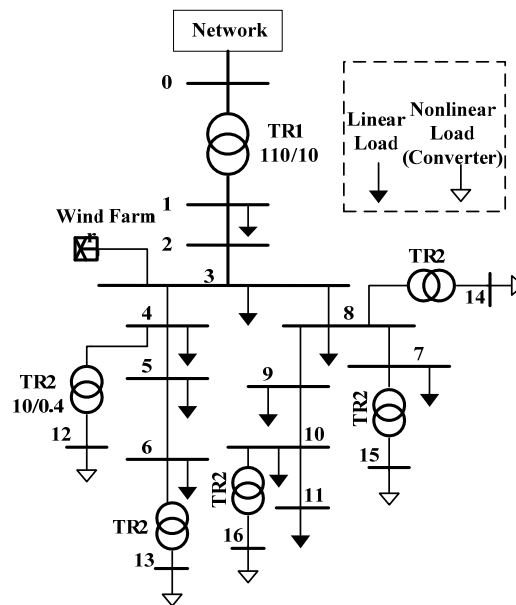 Network
0
TR1
110/10
Linear
Load
Nonlinear
Load
(Converter)
1
Wind Farm
r
2
3
TR2
14
4
8
5
7
TR2
10/0.4
9
TR2
12
10
15
6
TR2
11
TR2
13
16